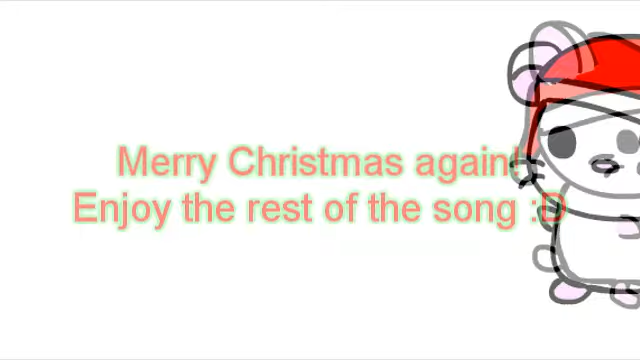 Merry Christmas again!
Enjoy the rest of the song :D